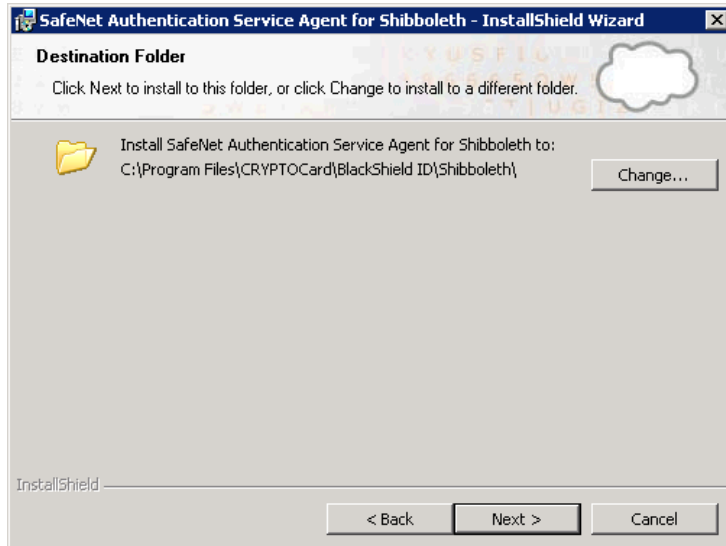 SafeNet Authentication Service Agent for Shibboleth - InstallShield Wizard
Destination Folder
Click Next to install to this folder, or click Change to install to a different folder.
Install SafeNet Authentication Service Agent for Shibboleth to:
C:\Program Files\CRYPTOCard\BlackShield ID\Shibboleth\
Change...
InstallShield
< Back
Next >
Cancel